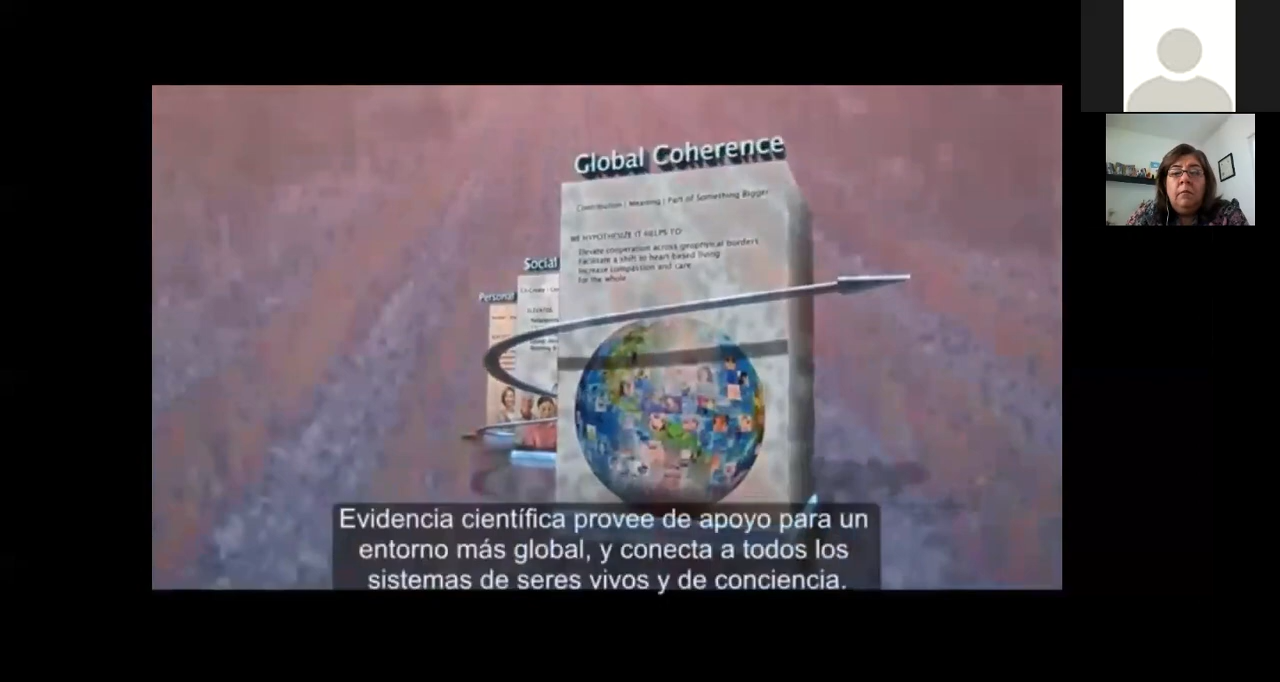 Global Coherence
Contribution | Meaning | Part of Something Bigger
WE HYPOTHESIZE IT HELPS TO
Elevate cooperation across geophysical borders
Facilitate a shift to heart-based living
Increase compassion and care
for the whole
Social
Personal
Evidencia científica provee de apoyo para un
entorno más global, y conecta a todos los
sistemas de seres vivos y de conciencia.